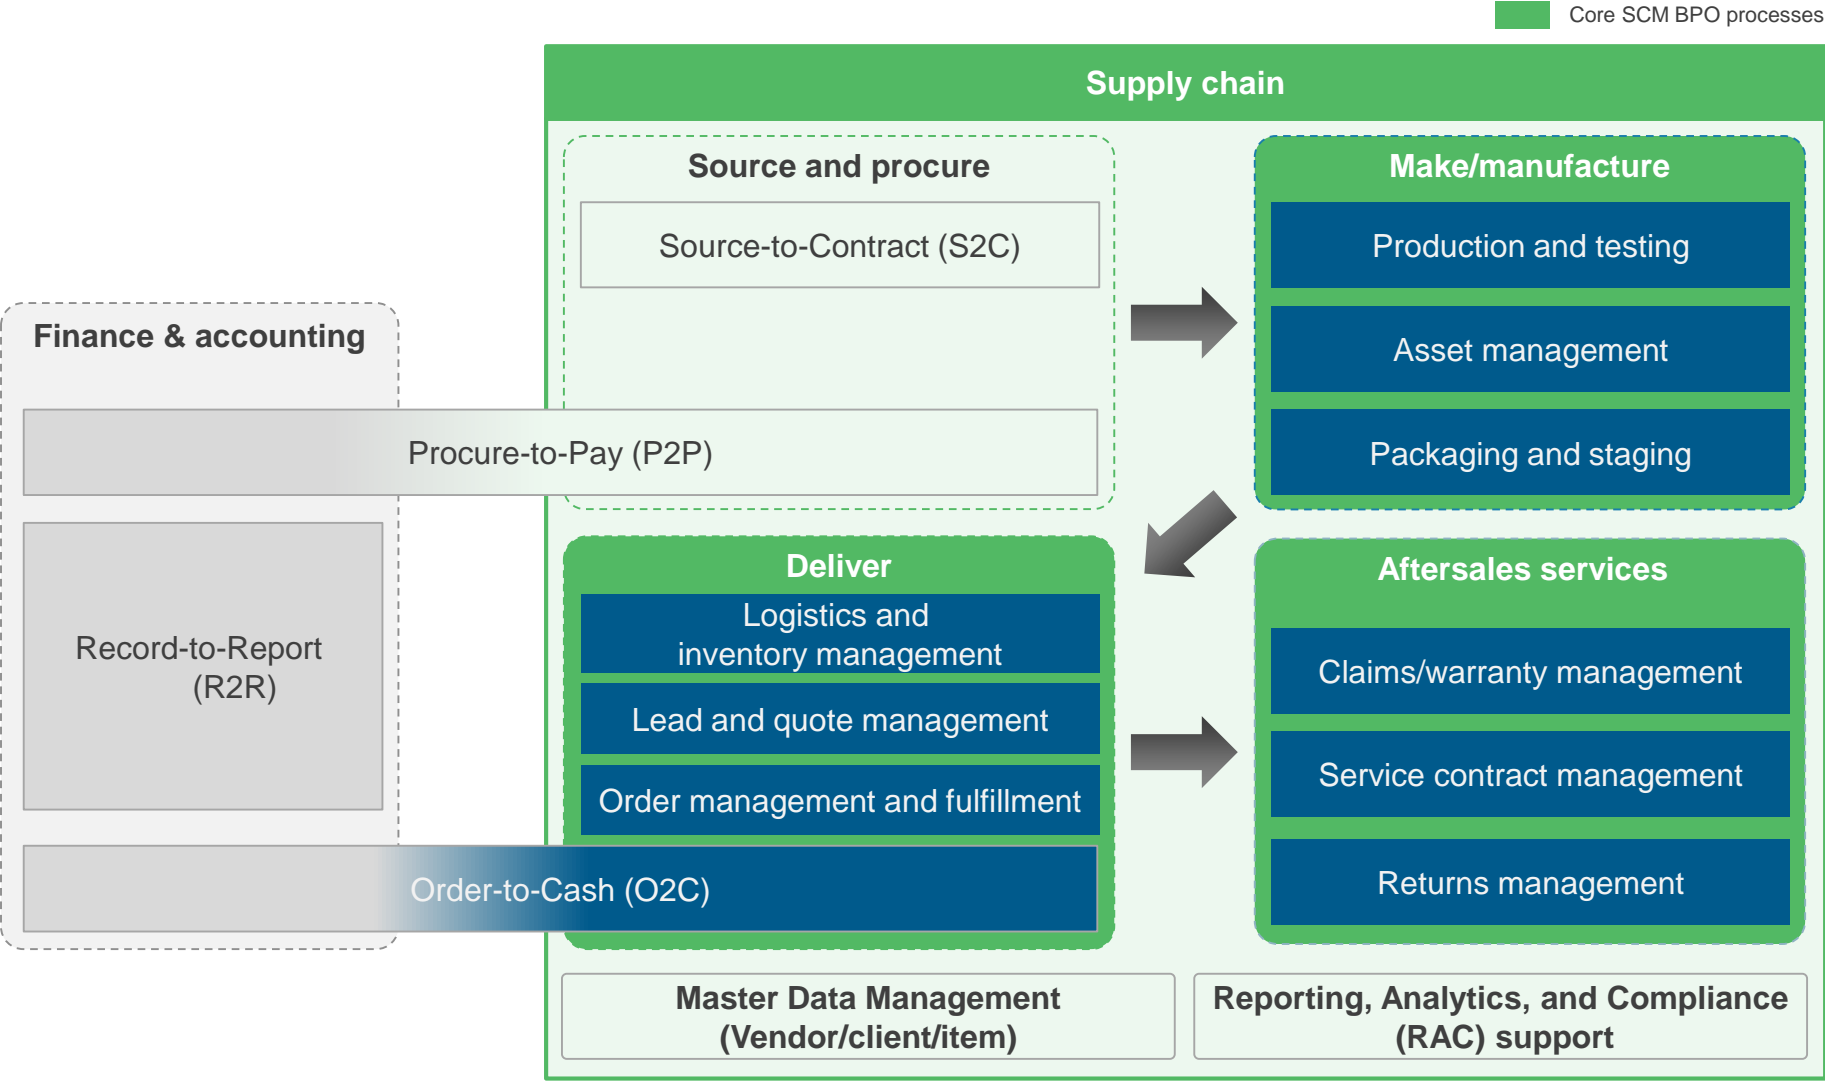 Core SCM BPO processes
Supply chain
Source and procure
Source-to-Contract (S2C)
Make/manufacture
Production and testing
Asset management
Packaging and staging
Finance & accounting
Procure-to-Pay (P2P)
Record-to-Report
(R2R)
Deliver
Logistics and
inventory management
Lead and quote management
Order management and fulfillment
Order-to-Cash (O2C)
Aftersales services
Claims/warranty management
Service contract management
Returns management
Master Data Management
(Vendor/client/item)
Reporting, Analytics, and Compliance
(RAC) support